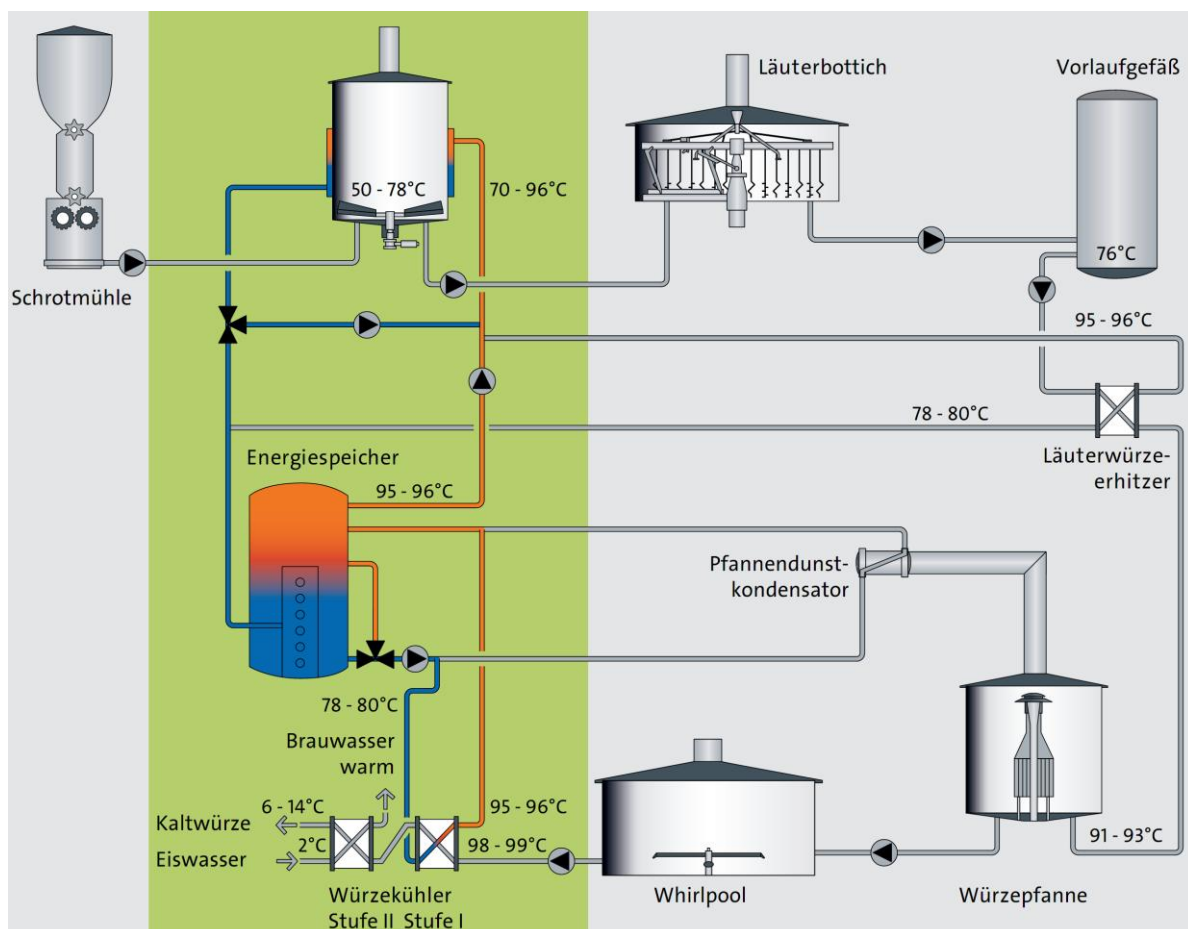 Läuterbottich
Vorlaufgefäß
50 - 78°C
70 - 96°C
76°C
Schrotmühle
95 - 96°C
78 - 80°C
Läuterwürze-
erhitzer
Energiespeicher
95 - 96°C
Pfannendunst-
kondensator
78 - 80°C
Brauwasser
warm
6 - 14°C
Kaltwürze
2°C
Eiswasser
95 - 96°C
98 - 99°C
91 - 93°C
Würzekühler
Stufe II Stufe I
Whirlpool
Würzepfanne